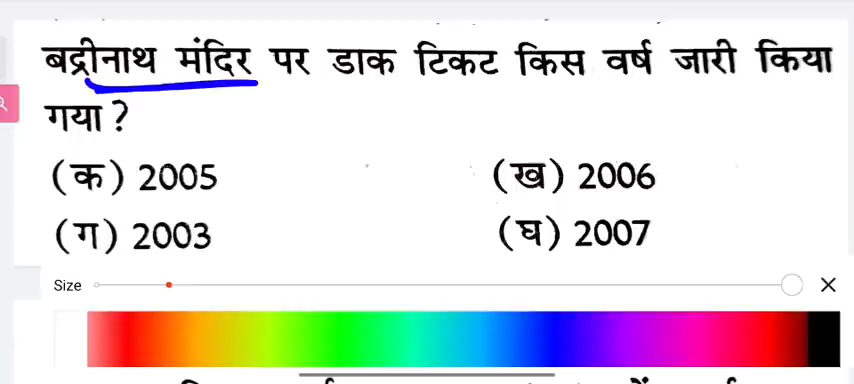 बद्रीनाथ मंदिर पर डाक टिकट किस वर्ष जारी किया
गया ?
(क) 2005 (ख) 2006
(ग) 2003 (घ) 2007
Size